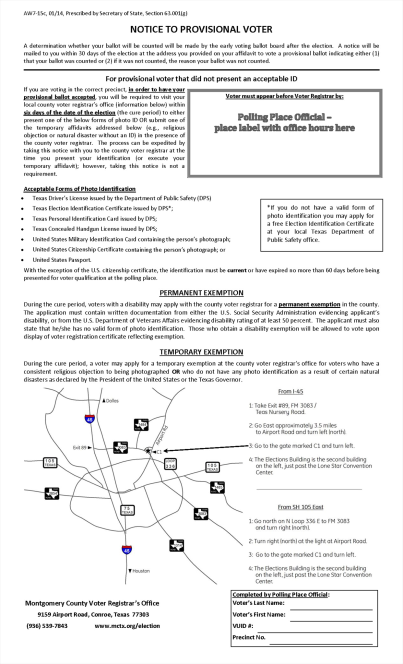 AW7-15c, 01/14, Prescribed by Secretary of State, Section 63.001(g)
NOTICE TO PROVISIONAL VOTER
A determination whether your ballot will be counted will be made by the early voting ballot board after the election. A notice will be
mailed to you within 30 days of the election at the address you provided on your affidavit to vote a provisional ballot indicating either (1)
that your ballot was counted or (2) if it was not counted, the reason your ballot was not counted.
For provisional voter that did not present an acceptable ID
If you are voting in the correct precinct, in order to have your
provisional ballot accepted, you will be required to visit your
local county voter registrar's office (information below) within
six days of the date of the election (the cure period) to either
present one of the below forms of photo ID OR submit one of
the temporary affidavits addressed below (e.g., religious
objection or natural disaster without an ID) in the presence of
the county voter registrar. The process can be expedited by
taking this notice with you to the county voter registrar at the
time you present your identification (or execute your
temporary affidavit); however, taking this notice is not a
requirement.
Voter must appear before Voter Registrar by:
Polling Place Official –
place label with office hours here
Acceptable Forms of Photo Identification
• Texas Driver's License issued by the Department of Public Safety (DPS)
• Texas Election Identification Certificate issued by DPS*;
• Texas Personal Identification Card issued by DPS;
• Texas Concealed Handgun License issued by DPS;
• United States Military Identification Card containing the person's photograph;
• United States Citizenship Certificate containing the person's photograph; or
• United States Passport.
*If you do not have a valid form of
photo identification you may apply for
a free Election Identification Certificate
at your local Texas Department of
Public Safety office.
With the exception of the U.S. citizenship certificate, the identification must be current or have expired no more than 60 days before being
presented for voter qualification at the polling place.
PERMANENT EXEMPTION
During the cure period, voters with a disability may apply with the county voter registrar for a permanent exemption in the county.
The application must contain written documentation from either the U.S. Social Security Administration evidencing applicant's
disability, or from the U.S. Department of Veterans Affairs evidencing disability rating of at least 50 percent. The applicant must also
state that he/she has no valid form of photo identification. Those who obtain a disability exemption will be allowed to vote upon
display of voter registration certificate reflecting exemption.
TEMPORARY EXEMPTION
During the cure period, a voter may apply for a temporary exemption at the county voter registrar's office for voters who have a
consistent religious objection to being photographed OR who do not have any photo identification as a result of certain natural
disasters as declared by the President of the United States or the Texas Governor.
Dallas
45
Exit 89
Airport Rd
C1
105
TEXAS
336
105
TEXAS
75
TEXAS
45
Houston
From I-45
1: Take Exit #89, FM 3083 /
Teas Nursery Road.
2: Go East approximately 3.5 miles
to Airport Road and turn left (north).
3: Go to the gate marked C1 and turn left.
4: The Elections Building is the second building
on the left, just post the Lone Star Convention
Center.
From SH 105 East
1: Go north on N Loop 336 E to FM 3083
and turn right (north).
2: Turn right (north) at the light at Airport Road.
3: Go to the gate marked C1 and turn left.
4: The Elections Building is the second building
on the left, just post the Lone Star Convention
Center.
Montgomery County Voter Registrar's Office
9159 Airport Road, Conroe, Texas 77303
(936) 539-7843 www.mctx.org/election
Completed by Polling Place Official:
Voter's Last Name:
Voter's First Name:
VUID #:
Precinct No.